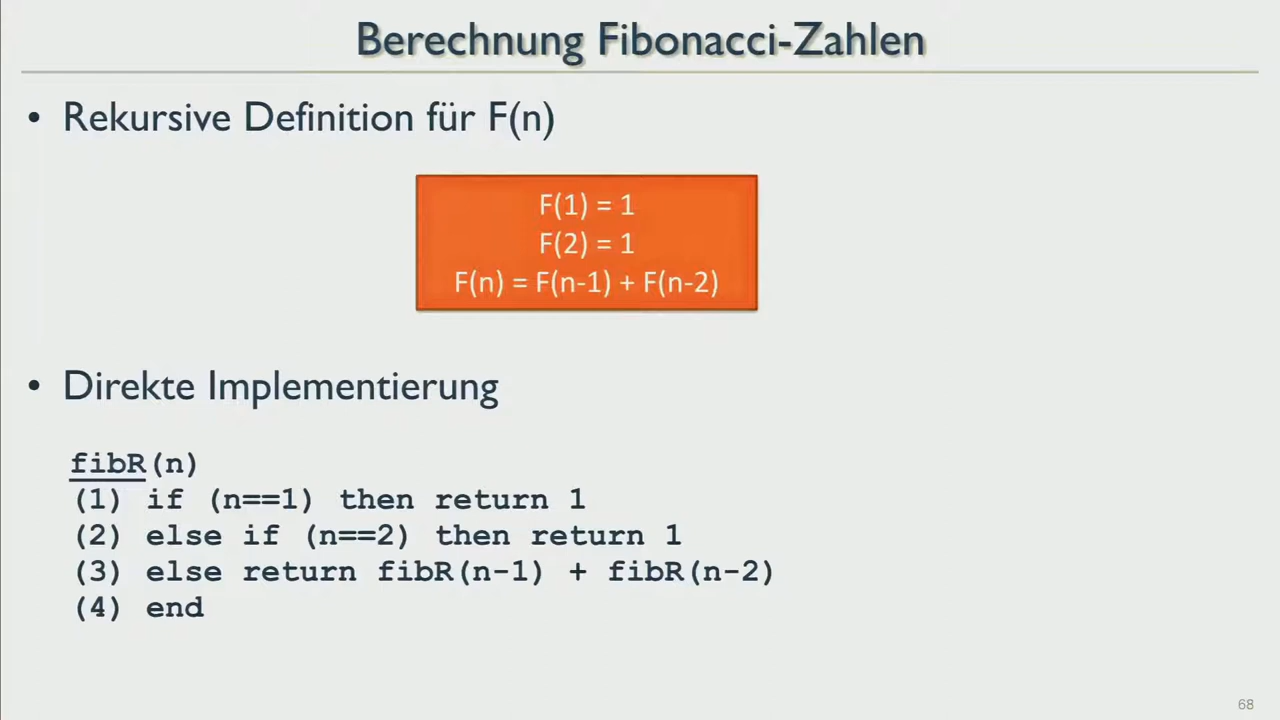 Berechnung Fibonacci-Zahlen
• Rekursive Definition für F(n)
F(1) = 1
F(2) = 1
F(n) = F(n-1) + F(n-2)
• Direkte Implementierung
fibR(n)
(1) if (n==1) then return 1
(2) else if (n==2) then return 1
(3) else return fibR(n-1) + fibR(n-2)
(4) end
68